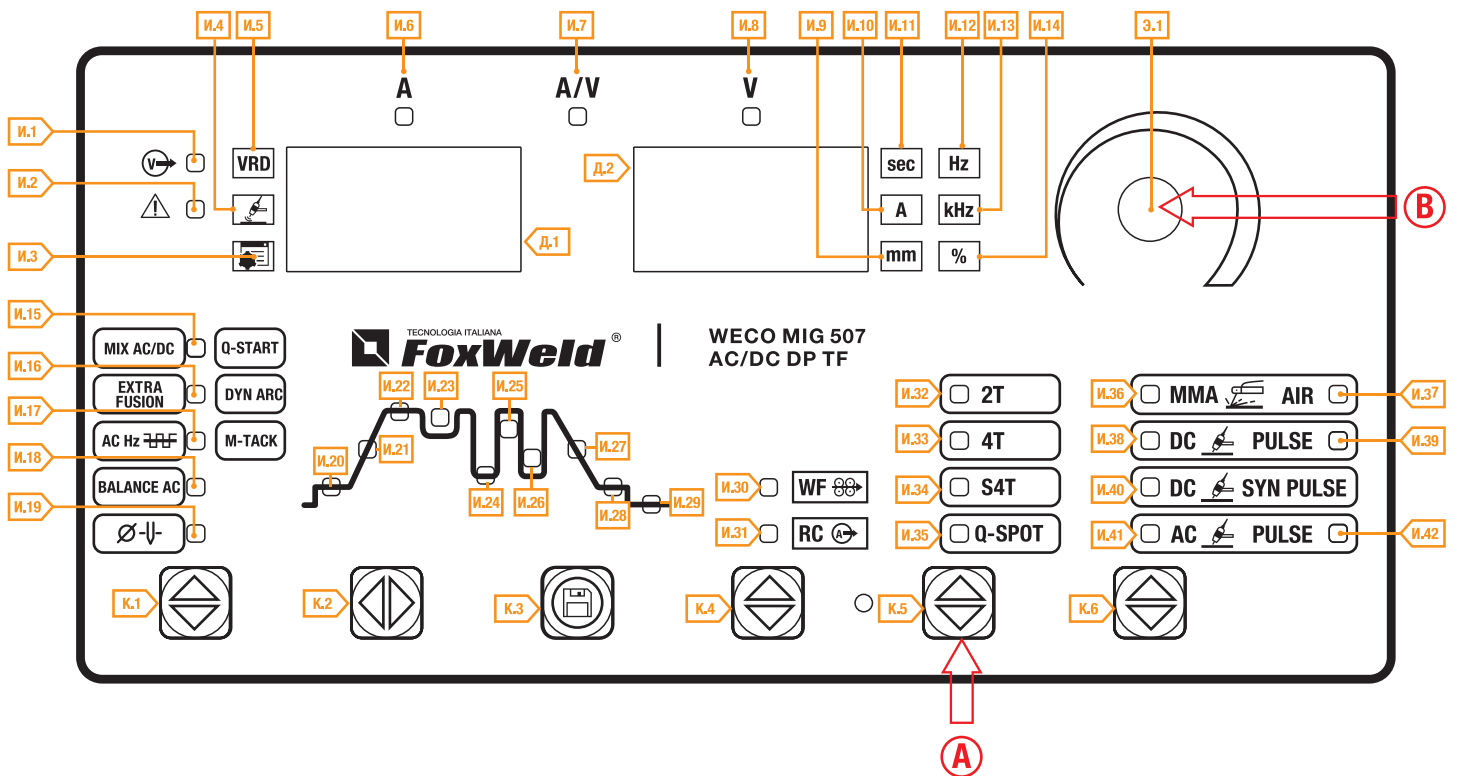 И.4 И.5 И.6 И.7 И.8 И.9 И.10 И.11 И.12 И.13 И.14 Э.1
A A/V V
И.1 VRD Д.2 sec Hz
И.2 A kHz B
И.3 Д.1 mm %
И.15
MIX AC/DC Q-START
TECNOLOGIA ITALIANA
FoxWeld ®
WECO MIG 507
AC/DC DP TF
И.16
EXTRA
FUSION
DYN ARC
И.22 И.23 И.25
И.32 2T
И.36 MMA AIR И.37
И.17
AC Hz M-TACK
И.21 И.27
И.33 4T
И.38 DC PULSE И.39
И.18
BALANCE AC
И.20 И.24 И.26 И.28 И.29
И.30 WF
И.34 S4T
И.40 DC SYN PULSE
И.19
Ø
И.31 RC A
И.35 Q-SPOT
И.41 AC PULSE И.42
К.1 К.2 К.3 К.4 К.5 К.6
A